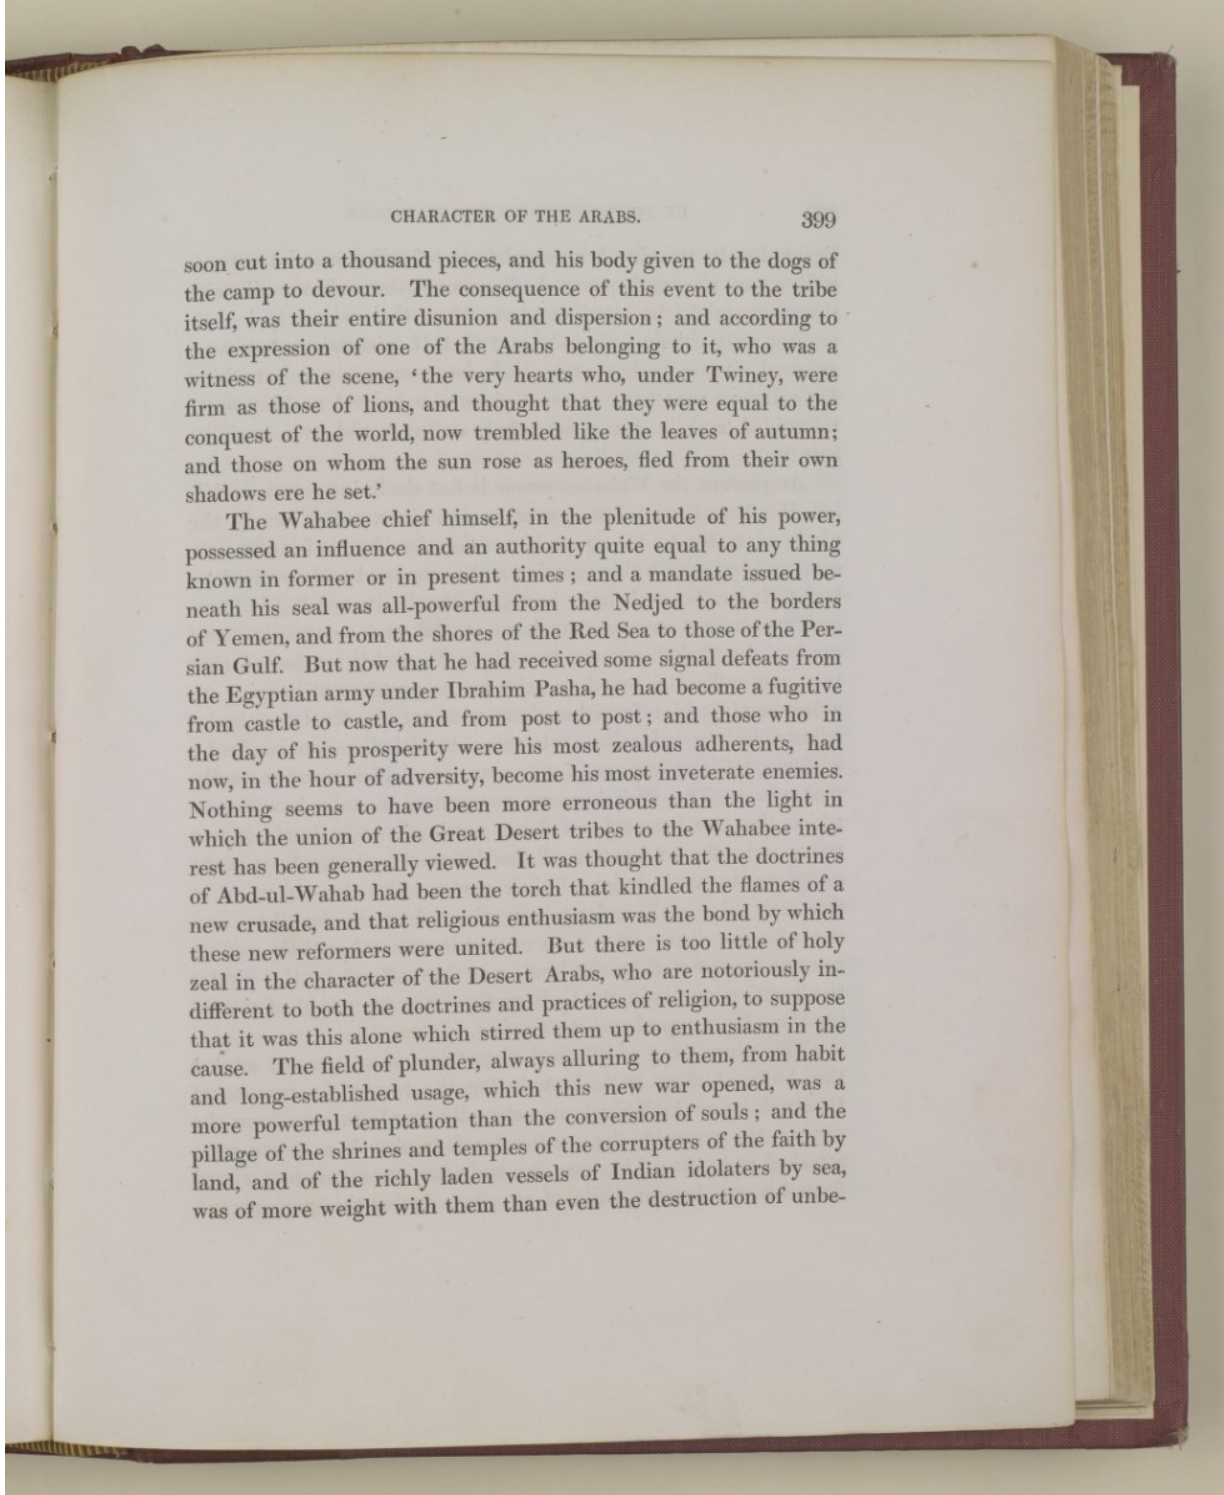 CHARACTER OF THE ARABS. 399
soon cut into a thousand pieces, and his body given to the dogs of
the camp to devour. The consequence of this event to the tribe
itself, was their entire disunion and dispersion; and according to
the expression of one of the Arabs belonging to it, who was a
witness of the scene, ‘the very hearts who, under Twiney, were
firm as those of lions, and thought that they were equal to the
conquest of the world, now trembled like the leaves of autumn;
and those on whom the sun rose as heroes, fled from their own
shadows ere he set.’
The Wahabee chief himself, in the plenitude of his power,
possessed an influence and an authority quite equal to any thing
known in former or in present times; and a mandate issued be-
neath his seal was all-powerful from the Nedjed to the borders
of Yemen, and from the shores of the Red Sea to those of the Per-
sian Gulf. But now that he had received some signal defeats from
the Egyptian army under Ibrahim Pasha, he had become a fugitive
from castle to castle, and from post to post; and those who in
the day of his prosperity were his most zealous adherents, had
now, in the hour of adversity, become his most inveterate enemies.
Nothing seems to have been more erroneous than the light in
which the union of the Great Desert tribes to the Wahabee inte-
rest has been generally viewed. It was thought that the doctrines
of Abd-ul-Wahab had been the torch that kindled the flames of a
new crusade, and that religious enthusiasm was the bond by which
these new reformers were united. But there is too little of holy
zeal in the character of the Desert Arabs, who are notoriously in-
different to both the doctrines and practices of religion, to suppose
that it was this alone which stirred them up to enthusiasm in the
cause. The field of plunder, always alluring to them, from habit
and long-established usage, which this new war opened, was a
more powerful temptation than the conversion of souls; and the
pillage of the shrines and temples of the corrupters of the faith by
land, and of the richly laden vessels of Indian idolaters by sea,
was of more weight with them than even the destruction of unbe-